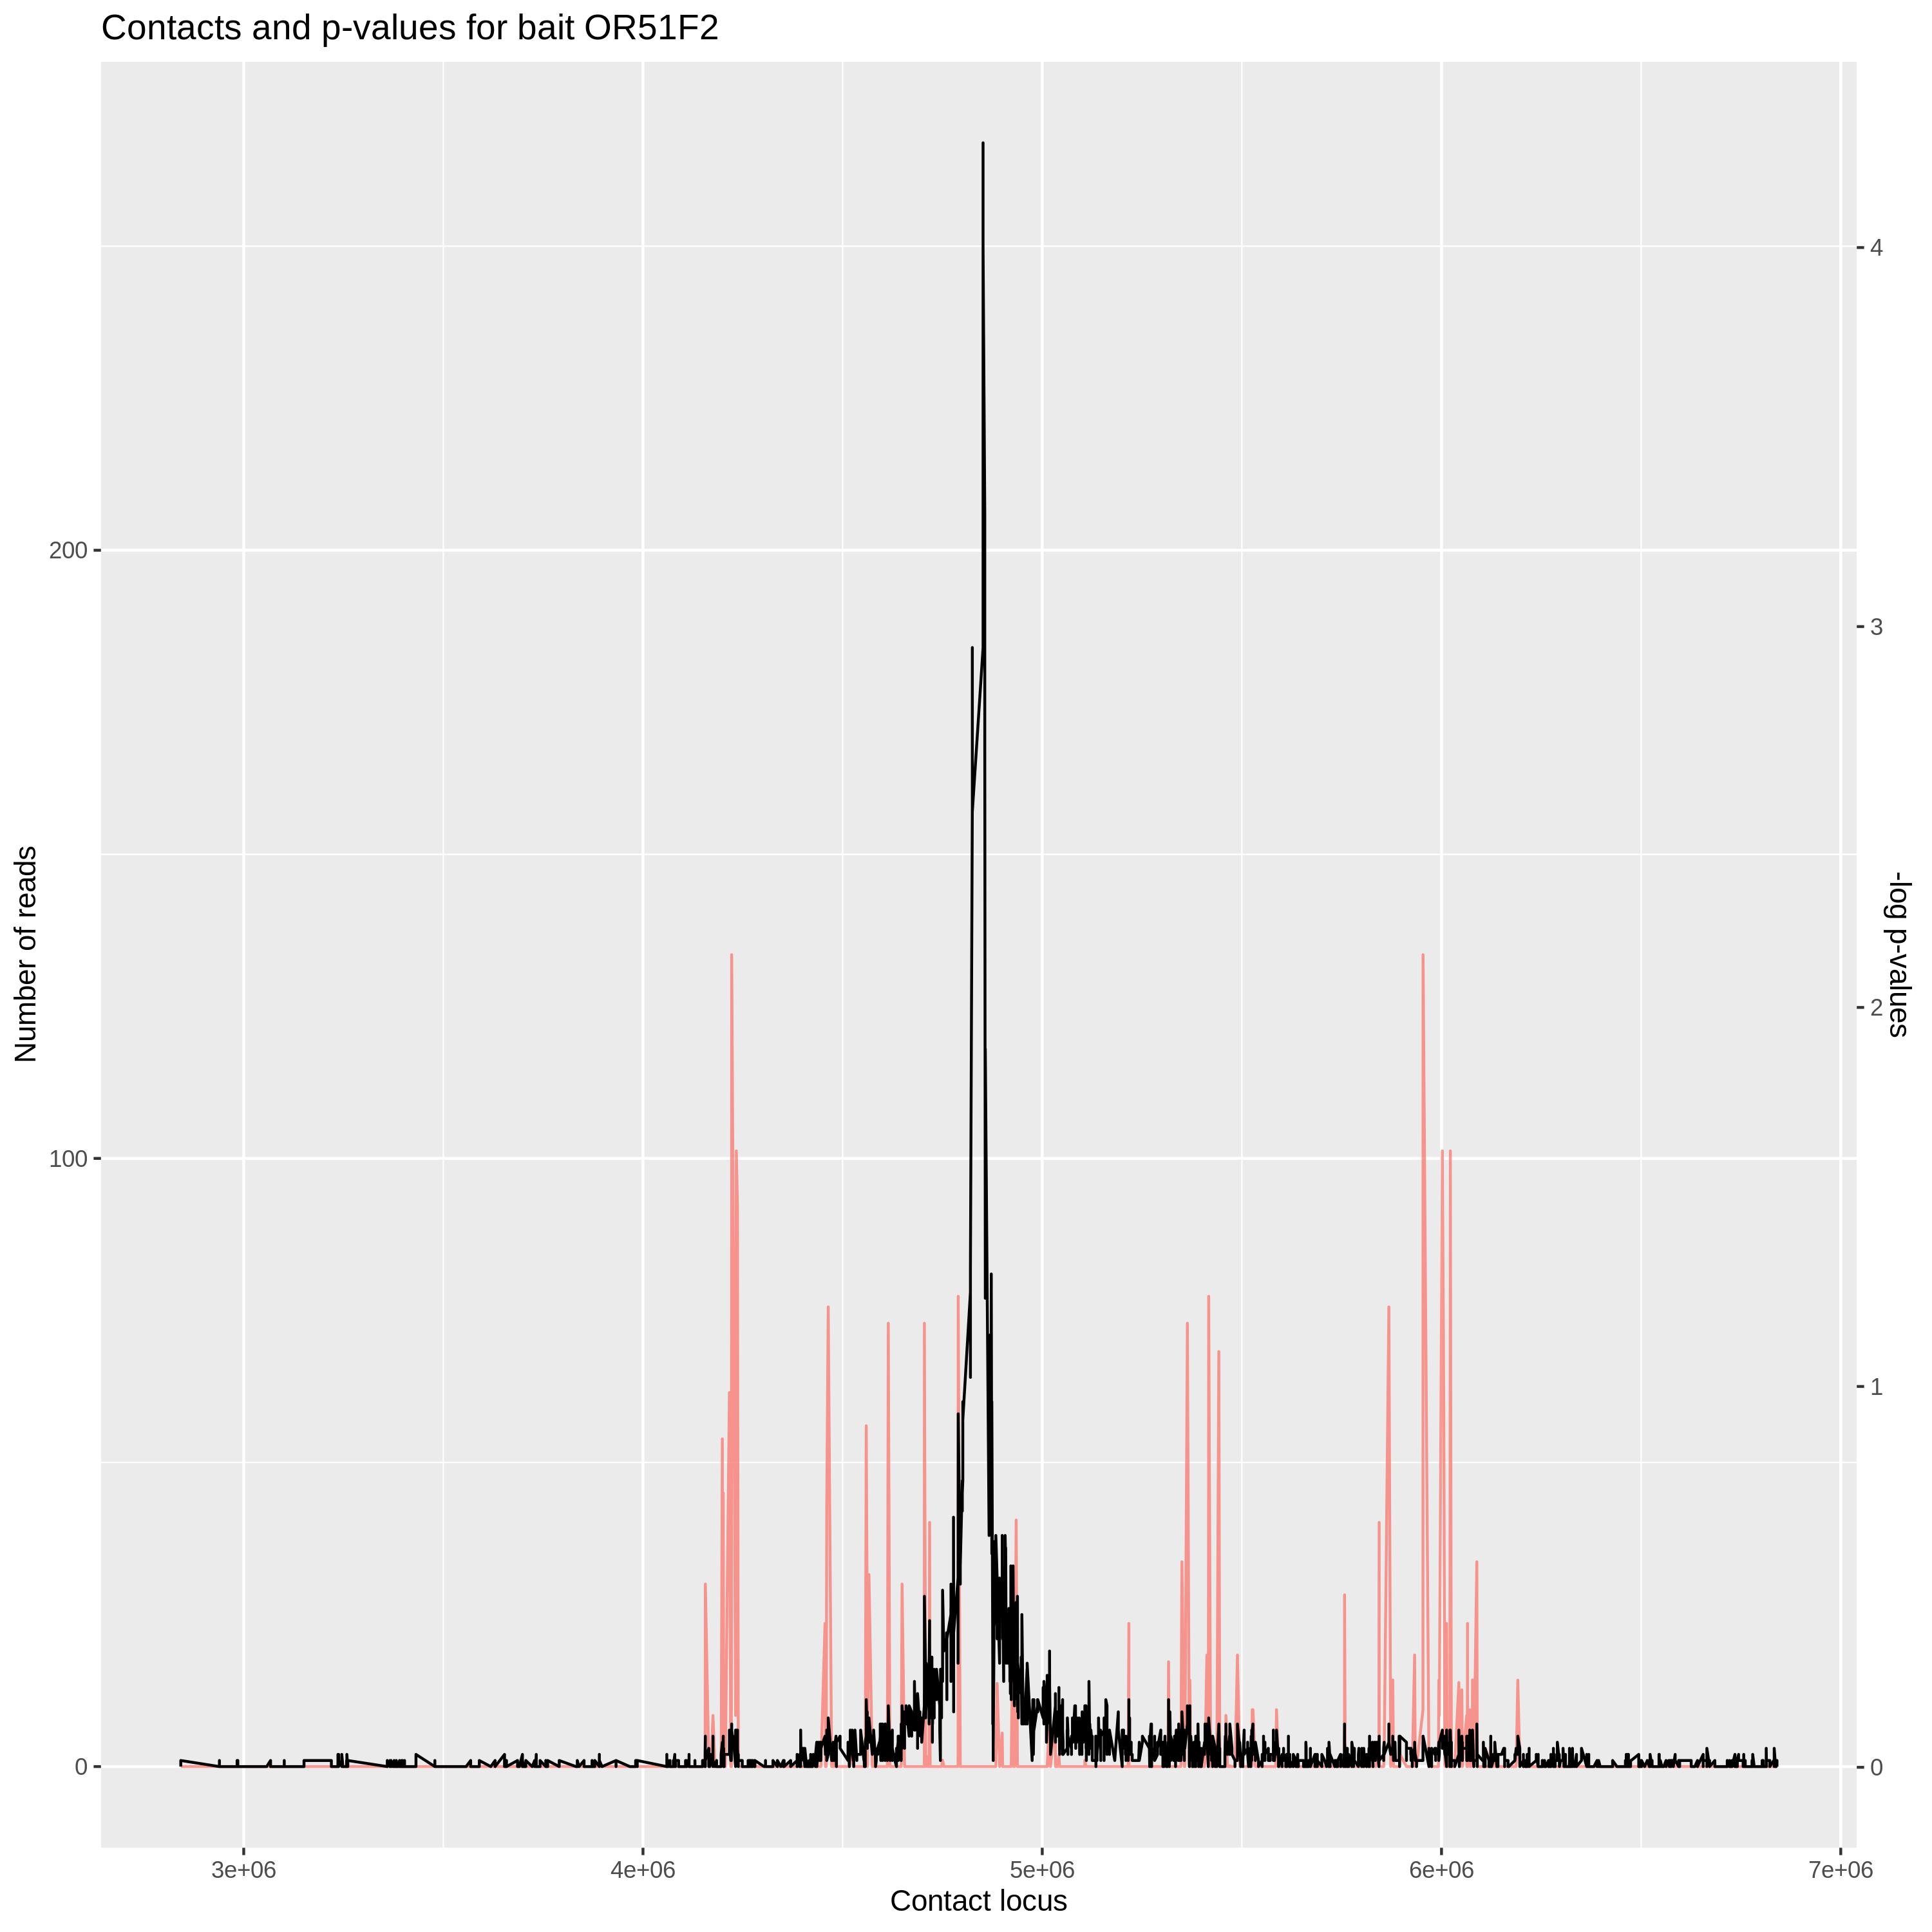 Contacts and p-values for bait OR51F2
Number of reads
200
100
0
4
3
2
1
0
-log p-values
3e+06
4e+06
5e+06
6e+06
7e+06
Contact locus